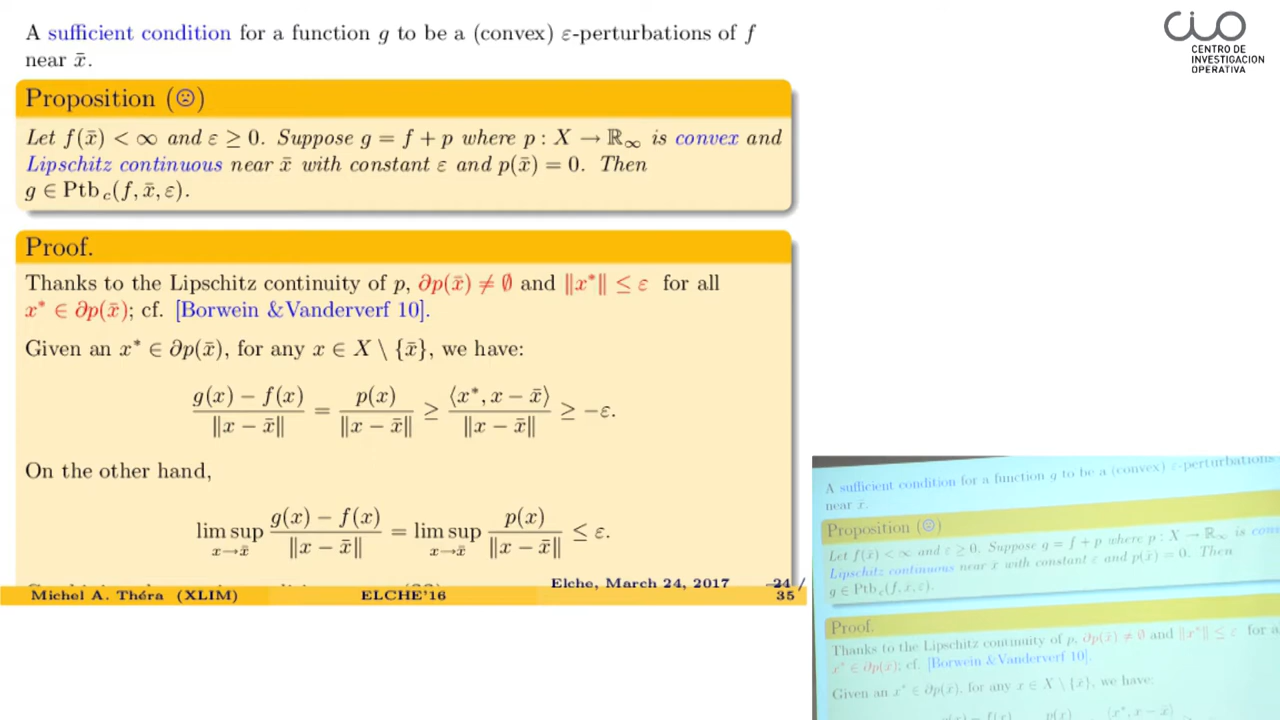 A sufficient condition for a function g to be a (convex) ε-perturbations of f
near x̄.
Proposition (☹)
Let f(x̄) < ∞ and ε ≥ 0. Suppose g = f + p where p : X → ℝ∞ is convex and
Lipschitz continuous near x̄ with constant ε and p(x̄) = 0. Then
g ∈ Ptb c(f, x̄, ε).
Proof.
Thanks to the Lipschitz continuity of p, ∂p(x̄) ≠ ∅ and ‖x*‖ ≤ ε for all
x* ∈ ∂p(x̄); cf. [Borwein &Vanderverf 10].
Given an x* ∈ ∂p(x̄), for any x ∈ X \ {x̄}, we have:
g(x) − f(x) / ‖x − x̄‖ = p(x) / ‖x − x̄‖ ≥ ⟨x*, x − x̄⟩ / ‖x − x̄‖ ≥ −ε.
On the other hand,
lim sup x→x̄ g(x) − f(x) / ‖x − x̄‖ = lim sup x→x̄ p(x) / ‖x − x̄‖ ≤ ε.
Michel A. Théra (XLIM) ELCHE'16 Elche, March 24, 2017 24 / 35
CIO
CENTRO DE
INVESTIGACION
OPERATIVA
A sufficient condition for a function g to be a (convex) ε-perturbations
near x̄.
Proposition (☹)
Let f(x̄) < ∞ and ε ≥ 0. Suppose g = f + p where p : X → ℝ∞ is
Lipschitz continuous near x̄ with constant ε and p(x̄) = 0. Then
g ∈ Ptb c(f, x̄, ε).
Proof.
Thanks to the Lipschitz continuity of p, ∂p(x̄) ≠ ∅ and ‖x*‖ ≤ ε for
x* ∈ ∂p(x̄); cf. [Borwein &Vanderverf 10].
Given an x* ∈ ∂p(x̄), for any x ∈ X \ {x̄}, we have: